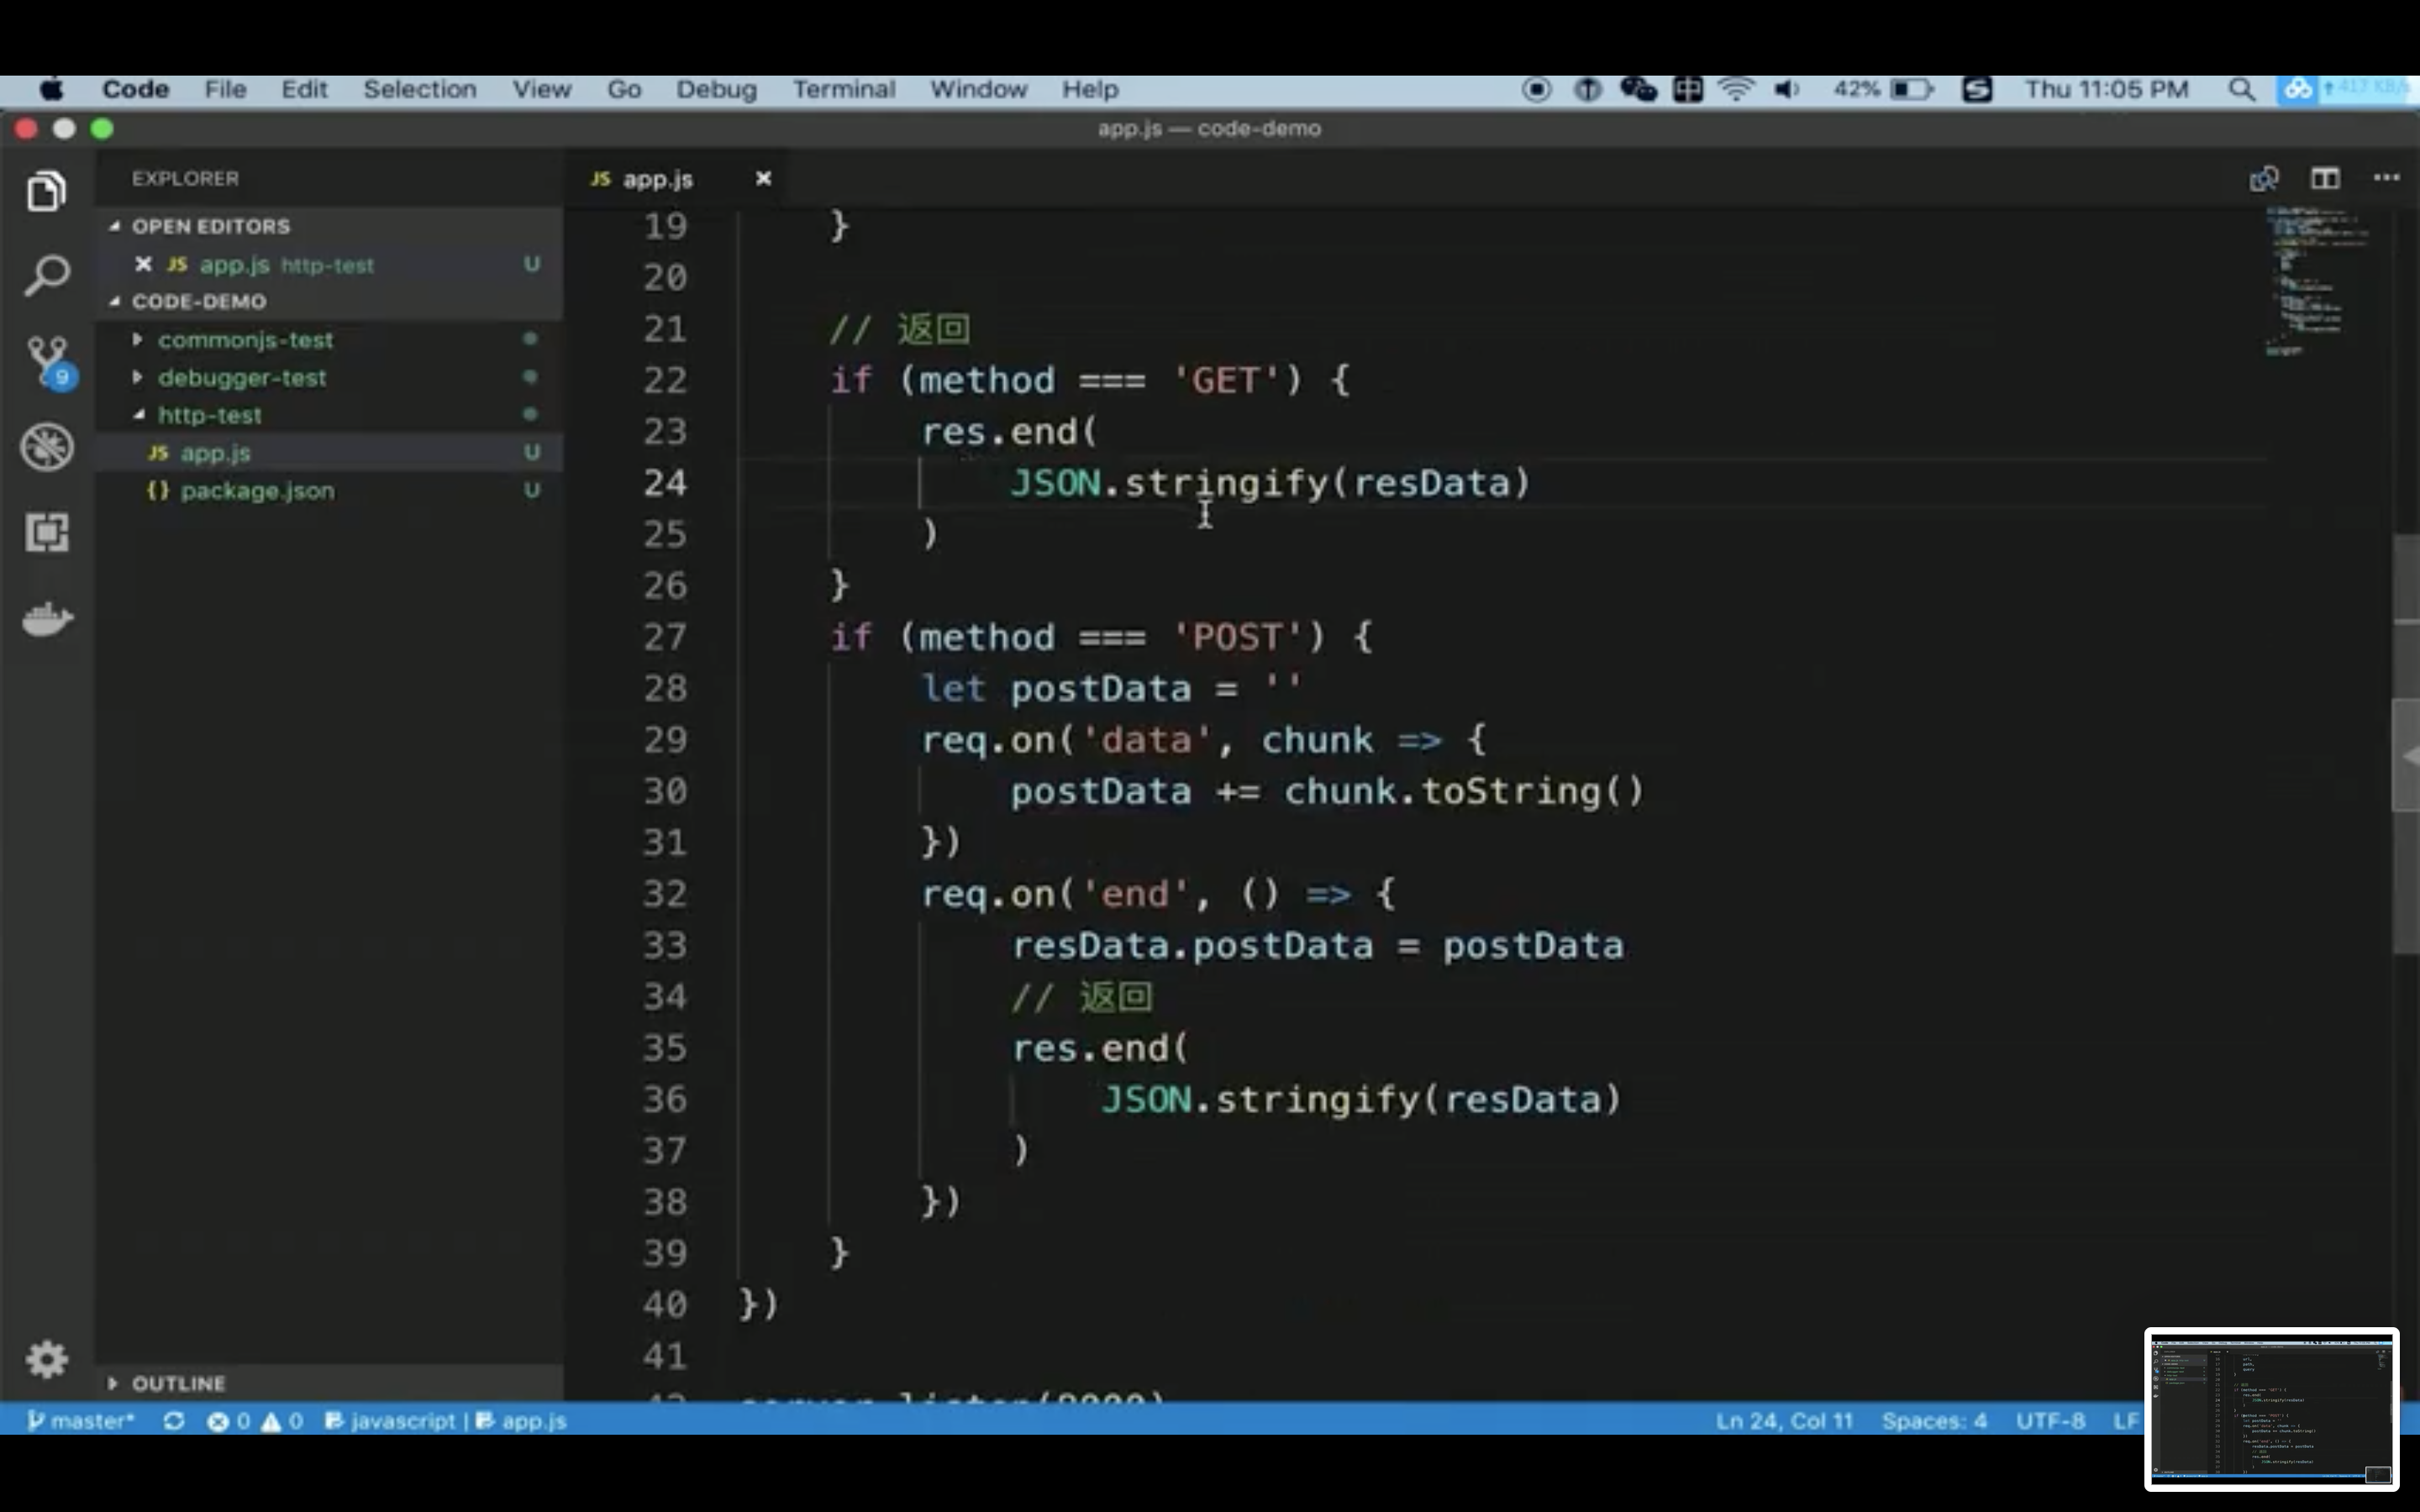 Code File Edit Selection View Go Debug Terminal Window Help 中 42% Thu 11:05 PM
app.js — code-demo
EXPLORER
OPEN EDITORS
JS app.js http-test U
CODE-DEMO
commonjs-test
debugger-test
http-test
JS app.js U
{} package.json U
OUTLINE
9
JS app.js
19 }
20
21 // 返回
22 if (method === 'GET') {
23 res.end(
24 JSON.stringify(resData)
25 )
26 }
27 if (method === 'POST') {
28 let postData = ''
29 req.on('data', chunk => {
30 postData += chunk.toString()
31 })
32 req.on('end', () => {
33 resData.postData = postData
34 // 返回
35 res.end(
36 JSON.stringify(resData)
37 )
38 })
39 }
40 })
41
master* 0 0 javascript | app.js Ln 24, Col 11 Spaces: 4 UTF-8 LF